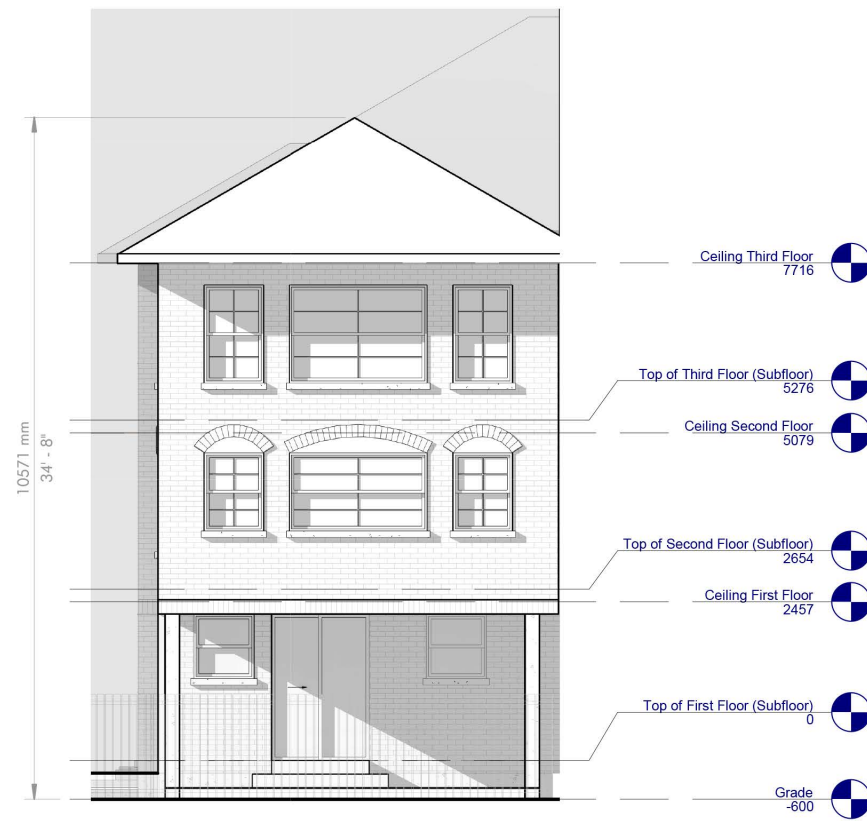 Ceiling Third Floor
7716
Top of Third Floor (Subfloor)
5276
Ceiling Second Floor
5079
10571 mm
34' - 8"
Top of Second Floor (Subfloor)
2654
Ceiling First Floor
2457
Top of First Floor (Subfloor)
0
Grade
-600